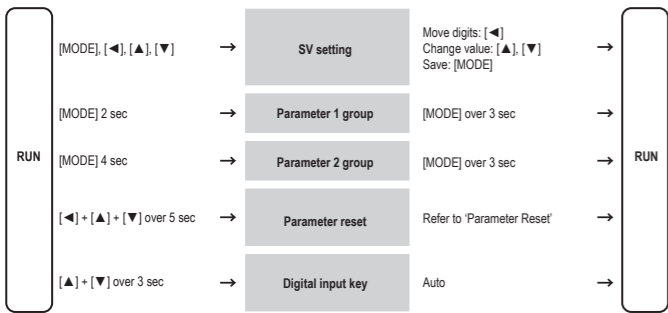 RUN
[MODE], [◀], [▲], [▼] → SV setting
Move digits: [◀]
Change value: [▲], [▼]
Save: [MODE]
→
[MODE] 2 sec → Parameter 1 group [MODE] over 3 sec →
[MODE] 4 sec → Parameter 2 group [MODE] over 3 sec →
[◀] + [▲] + [▼] over 5 sec → Parameter reset Refer to 'Parameter Reset' →
[▲] + [▼] over 3 sec → Digital input key Auto →
RUN